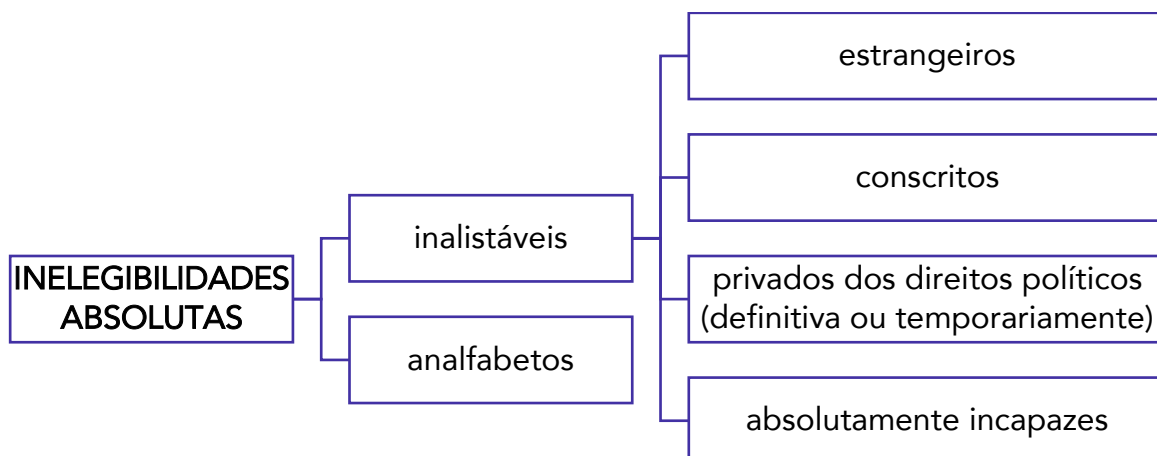 INELEGIBILIDADES
ABSOLUTAS
inalistáveis
analfabetos
estrangeiros
conscritos
privados dos direitos políticos
(definitiva ou temporariamente)
absolutamente incapazes